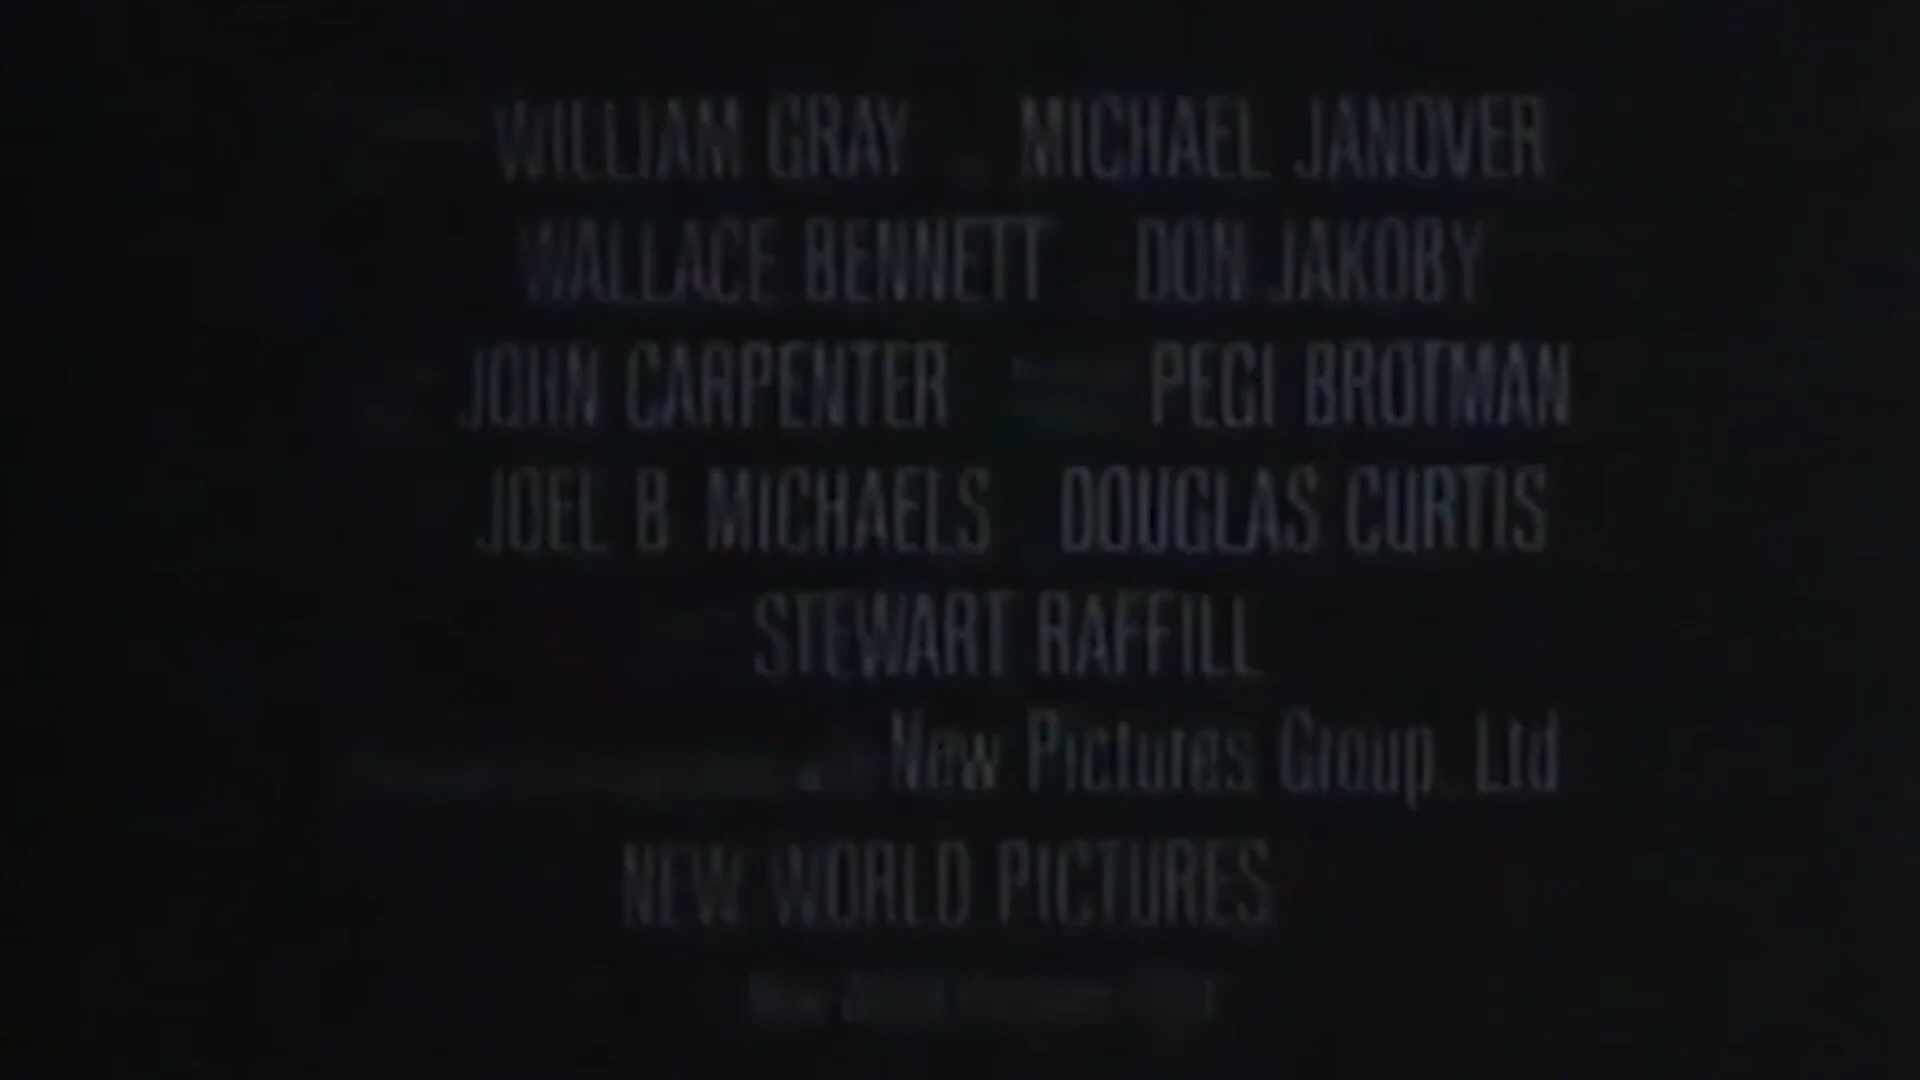 WILLIAM GRAY MICHAEL JANOVER
WALLACE BENNETT DON JAKOBY
JOHN CARPENTER PEGI BROTMAN
JOEL B MICHAELS DOUGLAS CURTIS
STEWART RAFFILL
New Pictures Group Ltd
NEW WORLD PICTURES